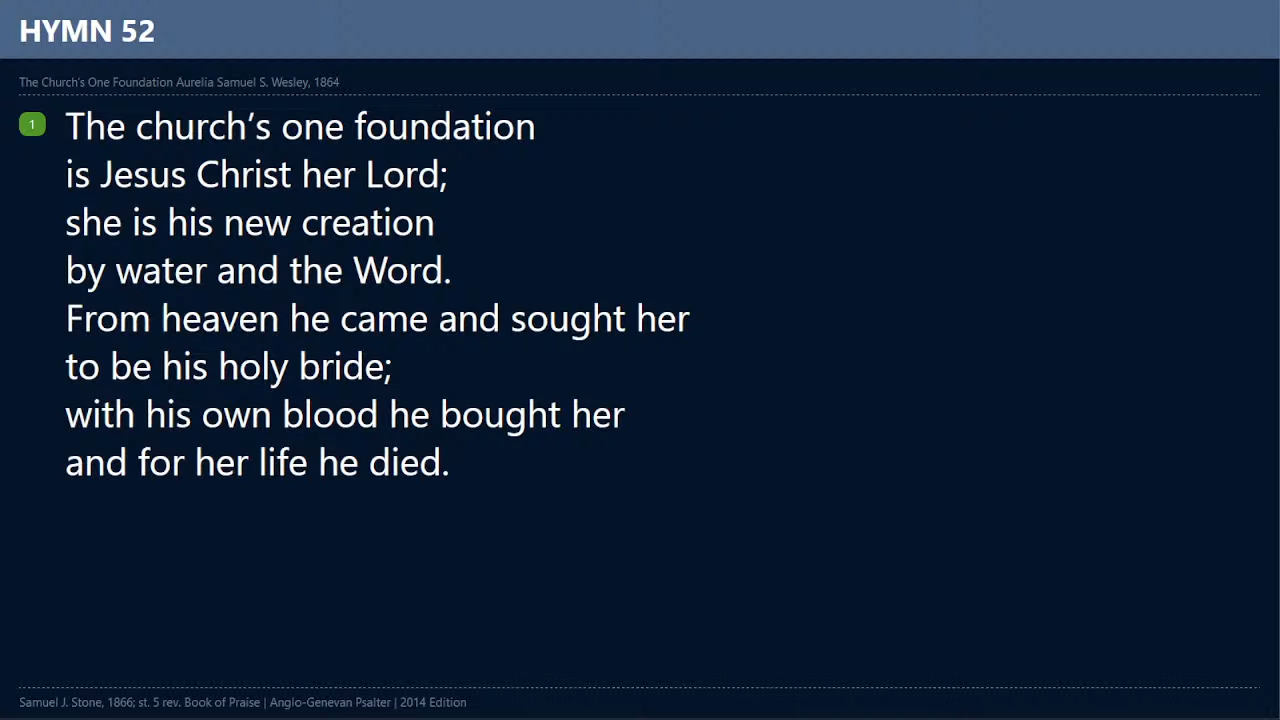 HYMN 52
The Church's One Foundation Aurelia Samuel S. Wesley, 1864
1
The church’s one foundation
is Jesus Christ her Lord;
she is his new creation
by water and the Word.
From heaven he came and sought her
to be his holy bride;
with his own blood he bought her
and for her life he died.
Samuel J. Stone, 1866; st. 5 rev. Book of Praise | Anglo-Genevan Psalter | 2014 Edition